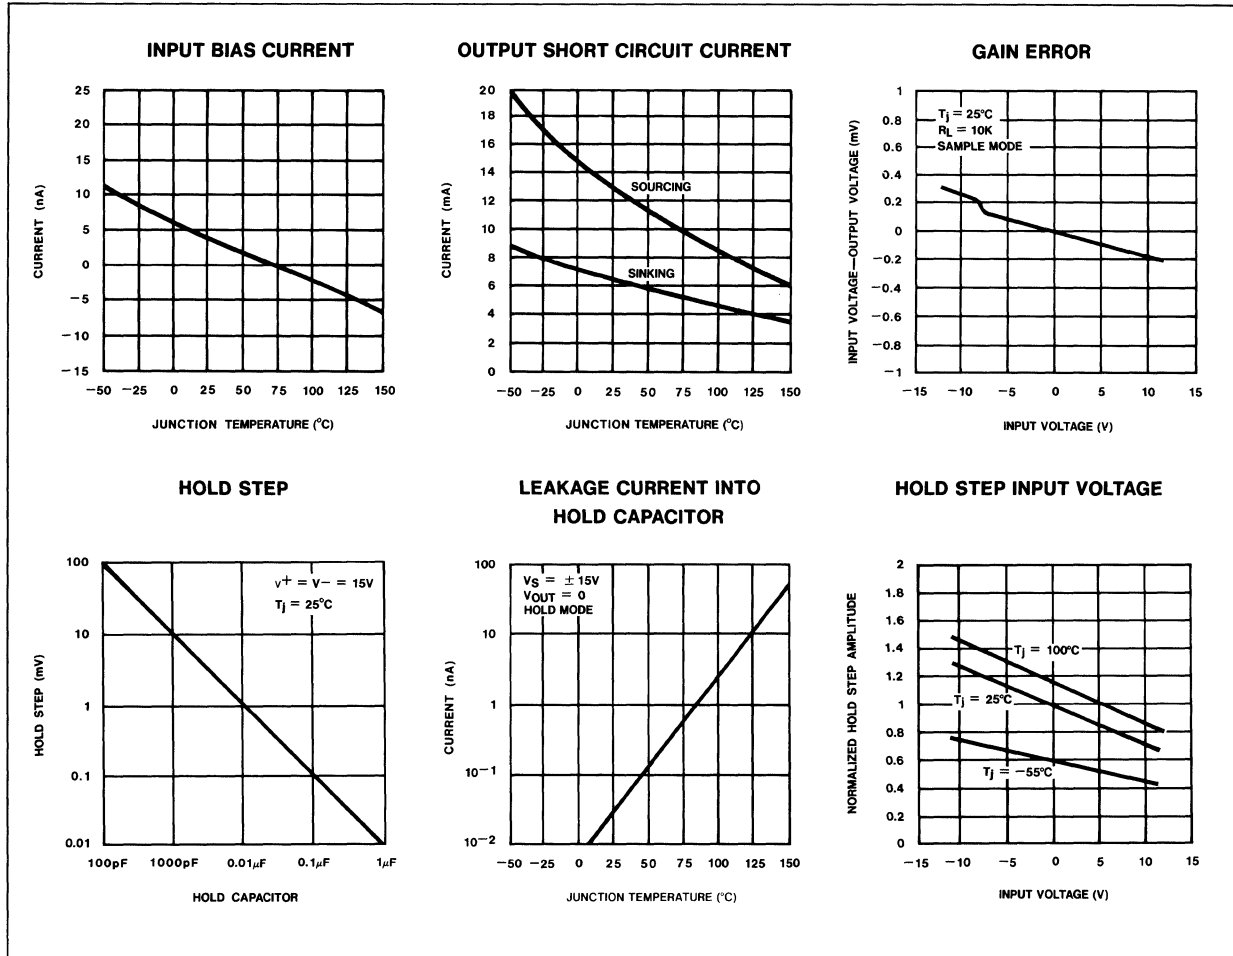 INPUT BIAS CURRENT
CURRENT (nA)
25
20
15
10
5
0
−5
−10
−15
−50 −25 0 25 50 75 100 125 150
JUNCTION TEMPERATURE (°C)
OUTPUT SHORT CIRCUIT CURRENT
CURRENT (mA)
20
18
16
14
12
10
8
6
4
2
0
SOURCING
SINKING
−50 −25 0 25 50 75 100 125 150
JUNCTION TEMPERATURE (°C)
GAIN ERROR
INPUT VOLTAGE—OUTPUT VOLTAGE (mV)
1
0.8
0.6
0.4
0.2
0
−0.2
−0.4
−0.6
−0.8
−1
Tj = 25°C
RL = 10K
SAMPLE MODE
−15 −10 −5 0 5 10 15
INPUT VOLTAGE (V)
HOLD STEP
HOLD STEP (mV)
100
10
1
0.1
0.01
V+ = V− = 15V
Tj = 25°C
100pF 1000pF 0.01µF 0.1µF 1µF
HOLD CAPACITOR
LEAKAGE CURRENT INTO
HOLD CAPACITOR
CURRENT (nA)
100
10
1
10−1
10−2
VS = ± 15V
VOUT = 0
HOLD MODE
−50 −25 0 25 50 75 100 125 150
JUNCTION TEMPERATURE (°C)
HOLD STEP INPUT VOLTAGE
NORMALIZED HOLD STEP AMPLITUDE
2
1.8
1.6
1.4
1.2
1
0.8
0.6
0.4
0.2
0
Tj = 100°C
Tj = 25°C
Tj = −55°C
−15 −10 −5 0 5 10 15
INPUT VOLTAGE (V)